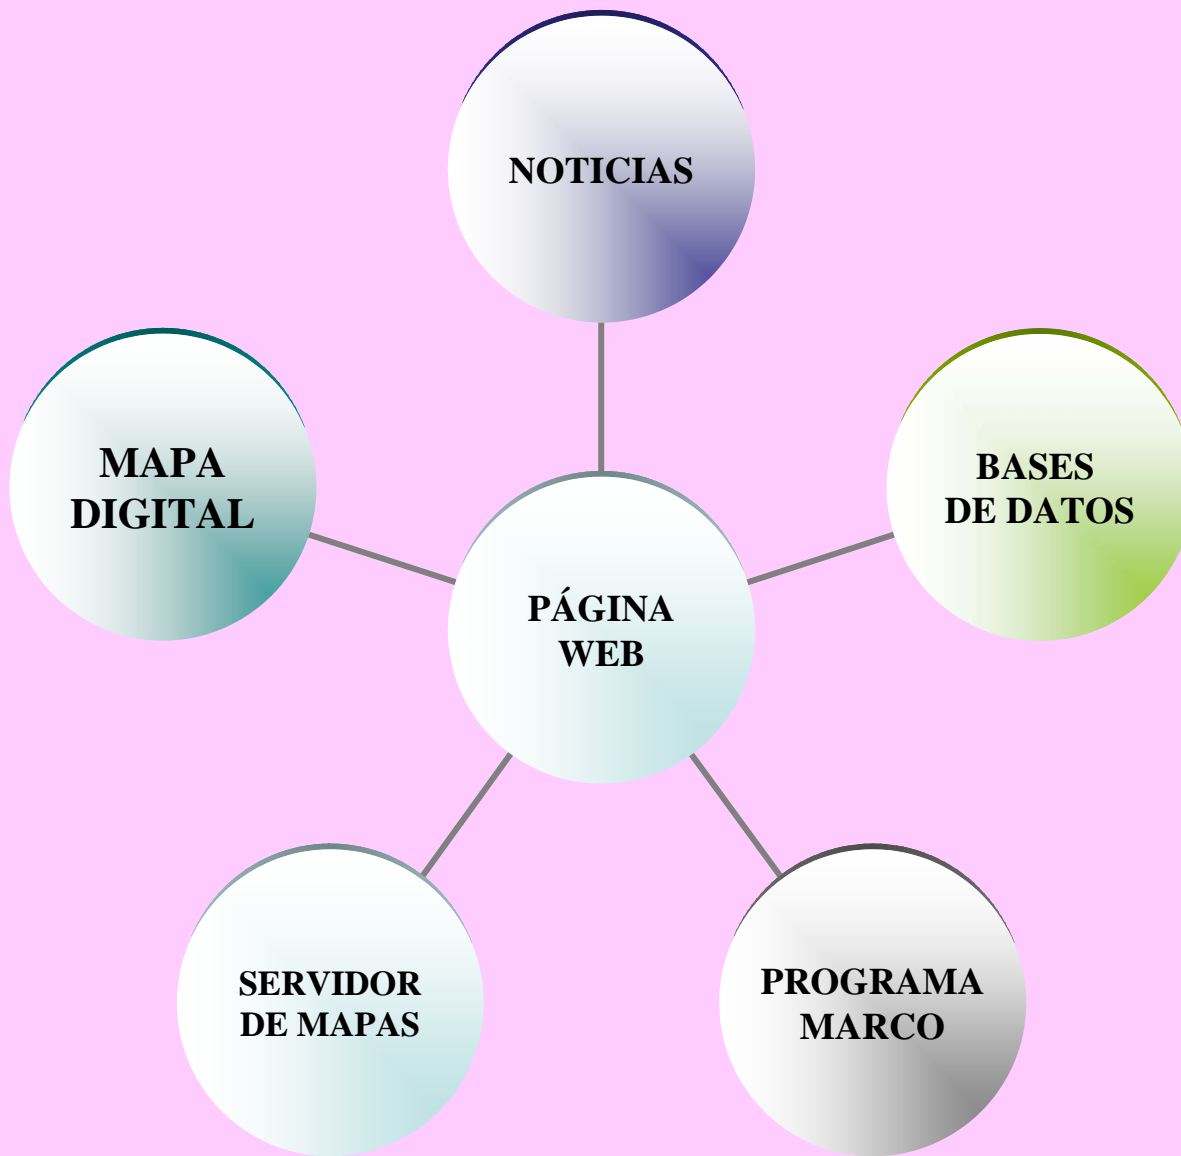 NOTICIAS
MAPA
DIGITAL
BASES
DE DATOS
PÁGINA
WEB
SERVIDOR
DE MAPAS
PROGRAMA
MARCO